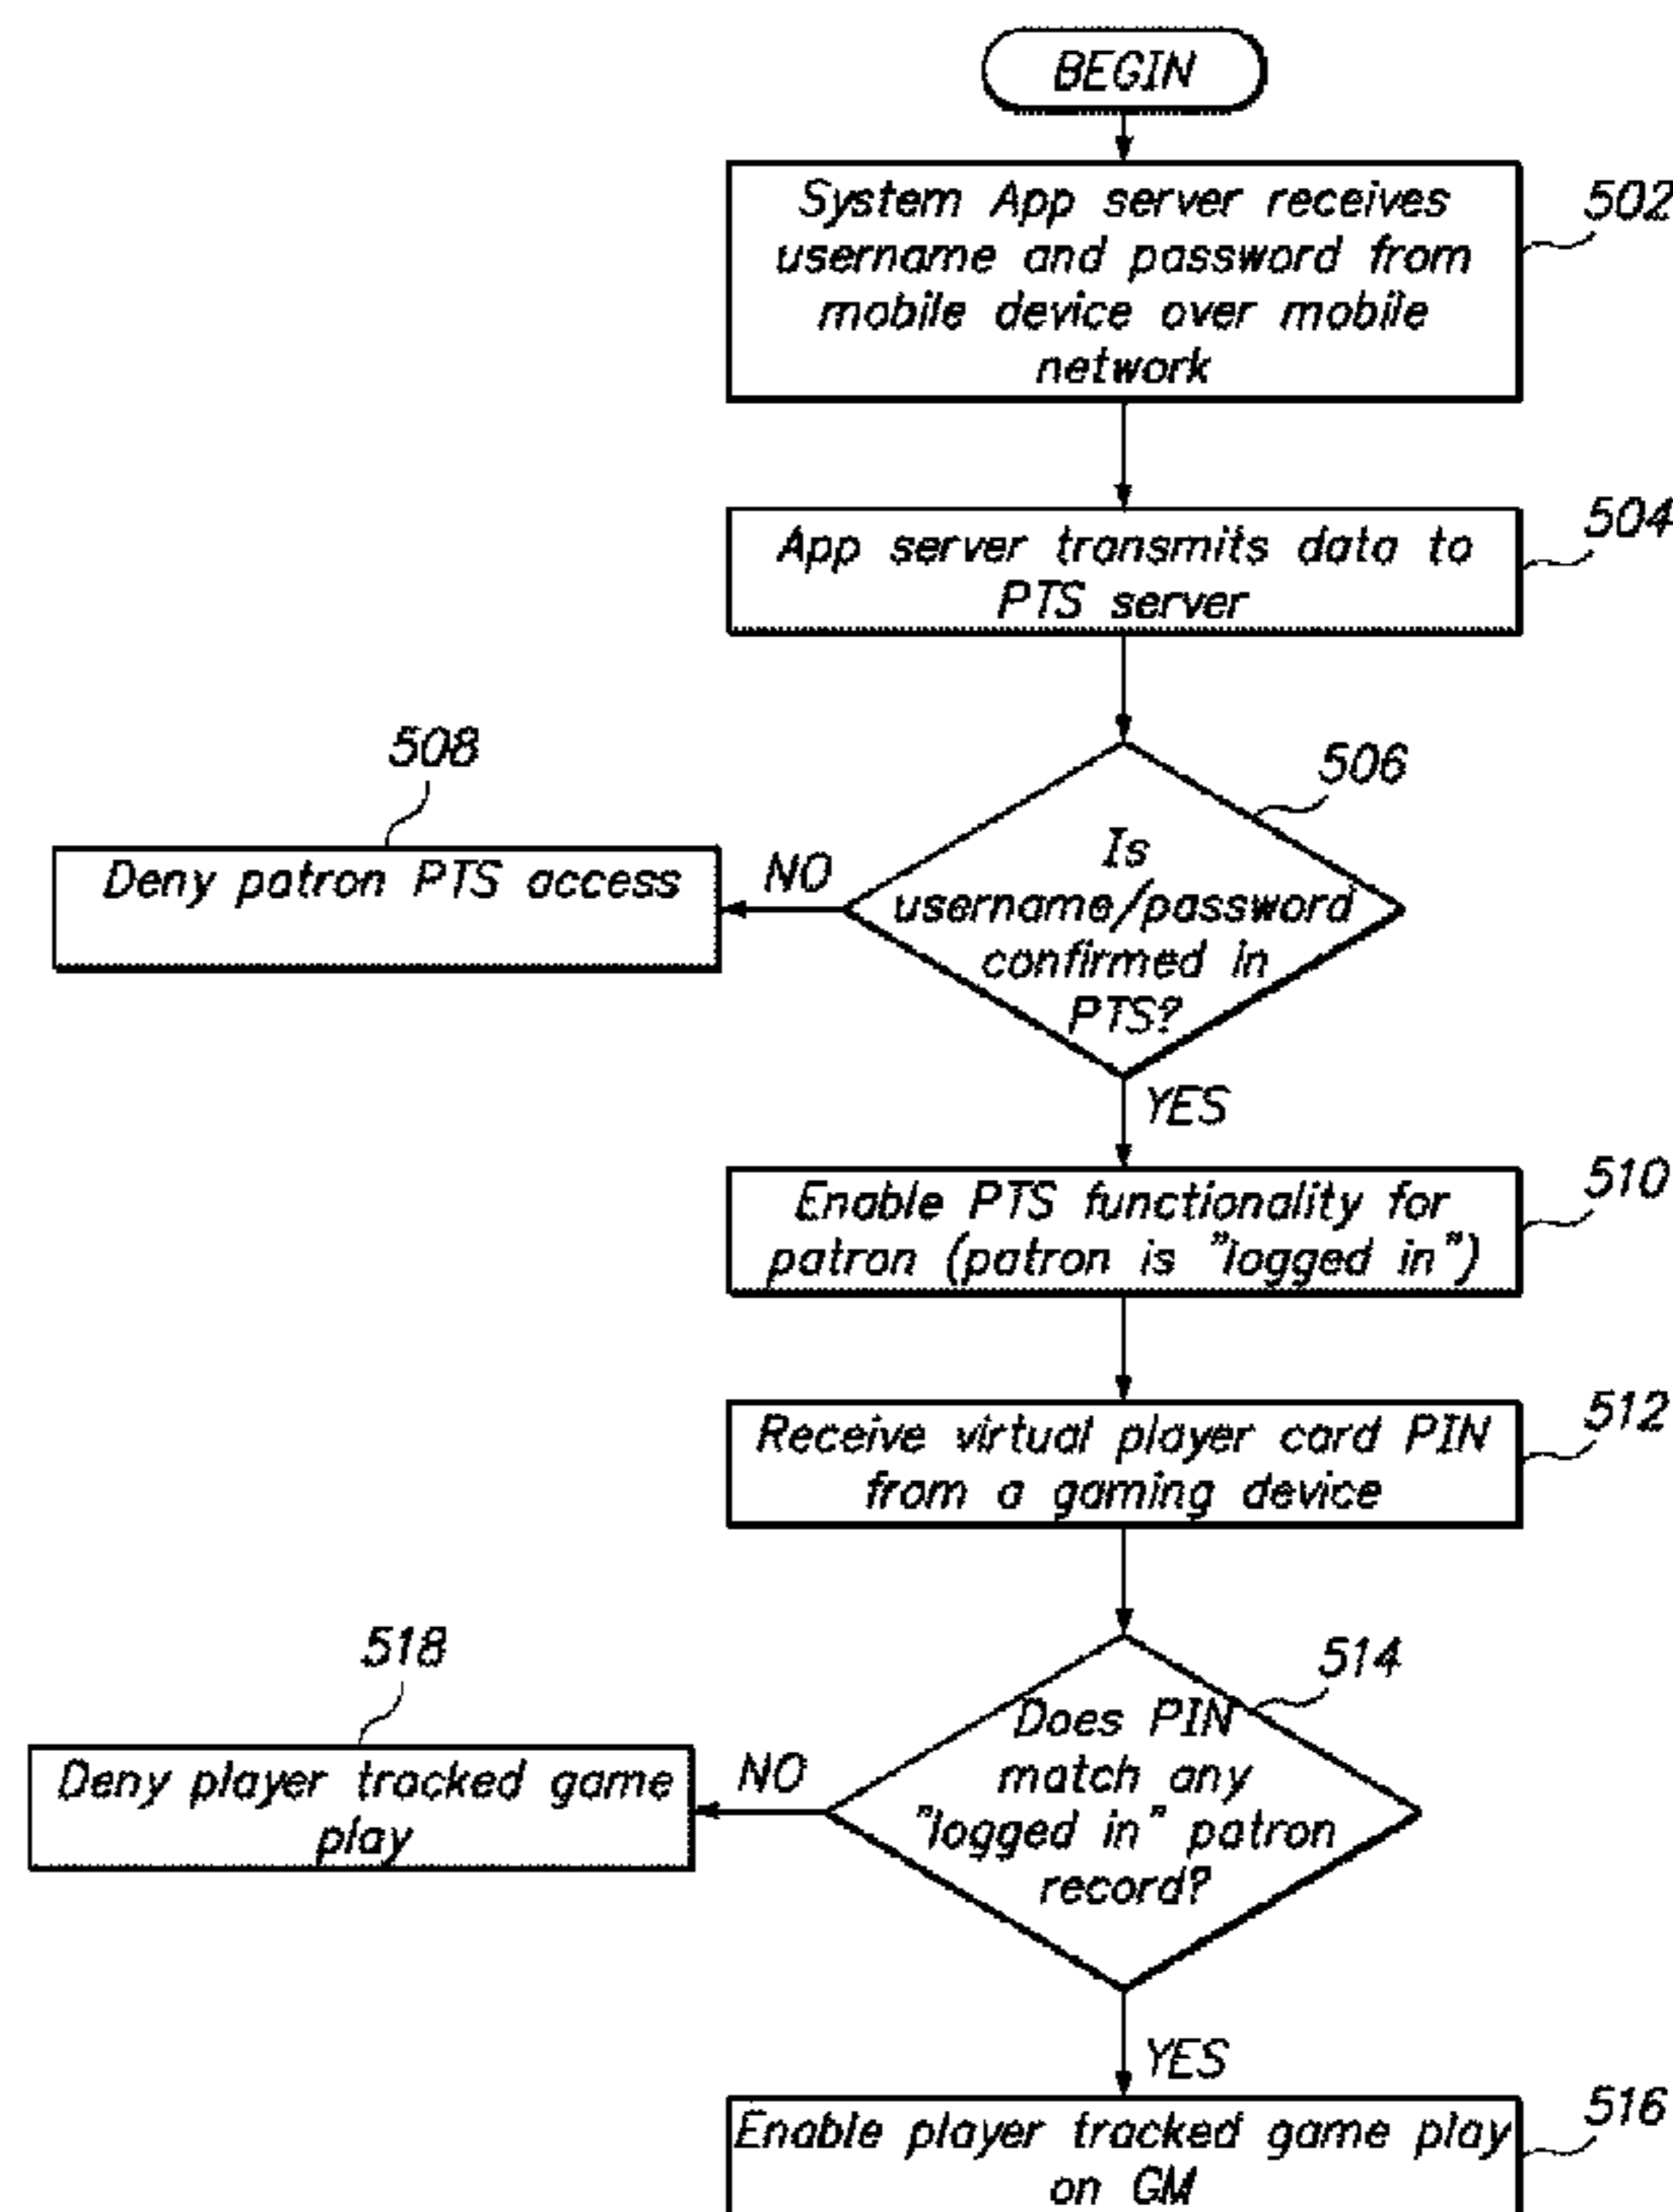 BEGIN
System App server receives
username and password from
mobile device over mobile
network
502
App server transmits data to
PTS server
504
508
506
Deny patron PTS access
NO
Is
username/password
confirmed in
PTS?
YES
Enable PTS functionality for
patron (patron is "logged in")
510
Receive virtual player card PIN
from a gaming device
512
518
514
Deny player tracked game
play
NO
Does PIN
match any
"logged in" patron
record?
YES
Enable player tracked game play
on GM
516